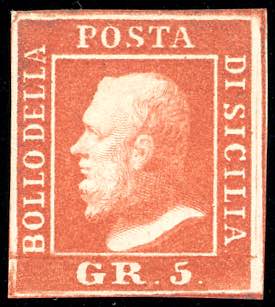 BOLLO DELLA
POSTA
DI SICILIA
GR. 5.